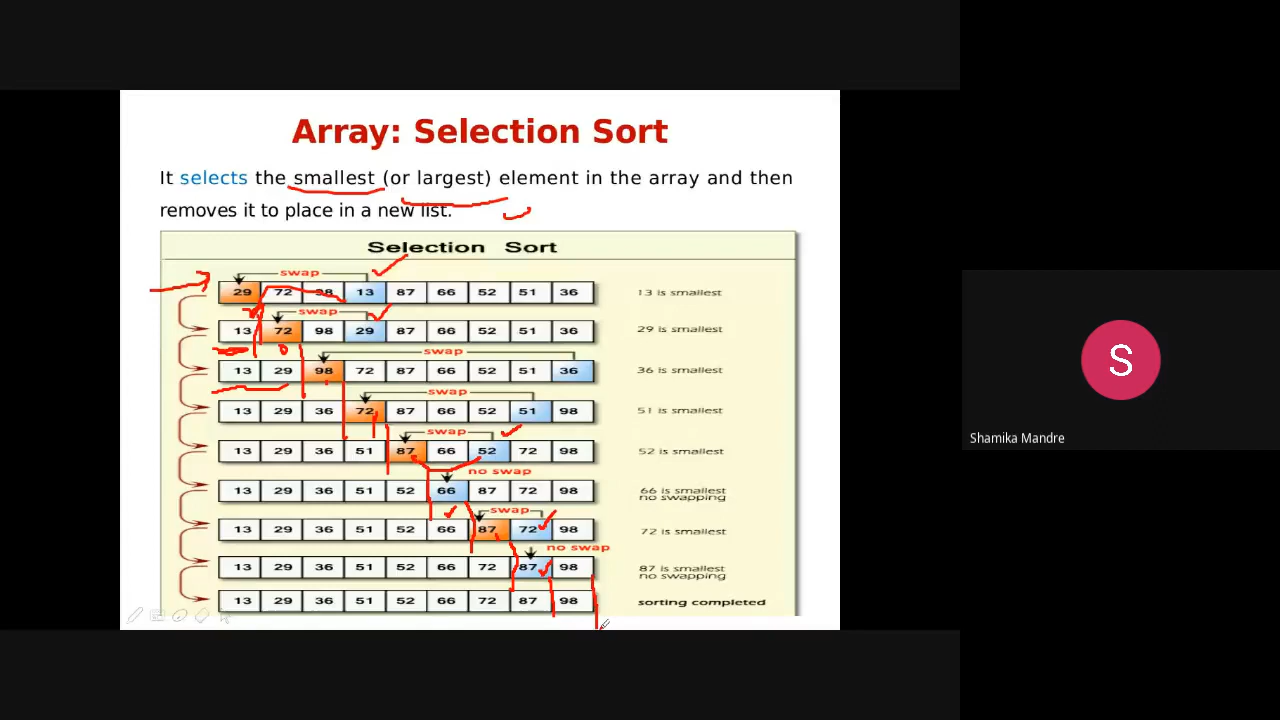 Array: Selection Sort
It selects the smallest (or largest) element in the array and then
removes it to place in a new list.
Selection Sort
swap
29 72 98 13 87 66 52 51 36 13 is smallest
swap
13 72 98 29 87 66 52 51 36 29 is smallest
swap
13 29 98 72 87 66 52 51 36 36 is smallest
swap
13 29 36 72 87 66 52 51 98 51 is smallest
swap
13 29 36 51 87 66 52 72 98 52 is smallest
no swap
13 29 36 51 52 66 87 72 98 66 is smallest
no swapping
swap
13 29 36 51 52 66 87 72 98 72 is smallest
no swap
13 29 36 51 52 66 72 87 98 87 is smallest
no swapping
13 29 36 51 52 66 72 87 98 sorting completed
S
Shamika Mandre